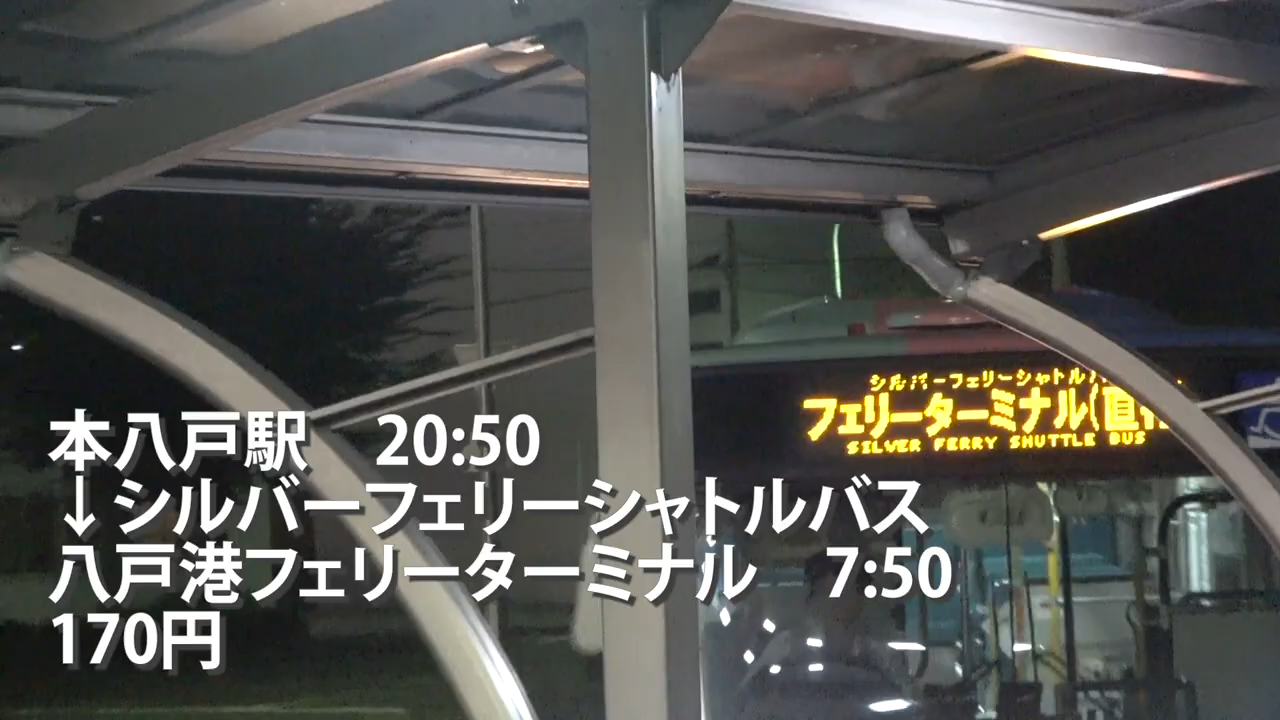 シルバーフェリーシャトル
フェリーターミナル(直
SILVER FERRY SHUTTLE BUS
本八戸駅 20:50
↓シルバーフェリーシャトルバス
八戸港フェリーターミナル 7:50
170円